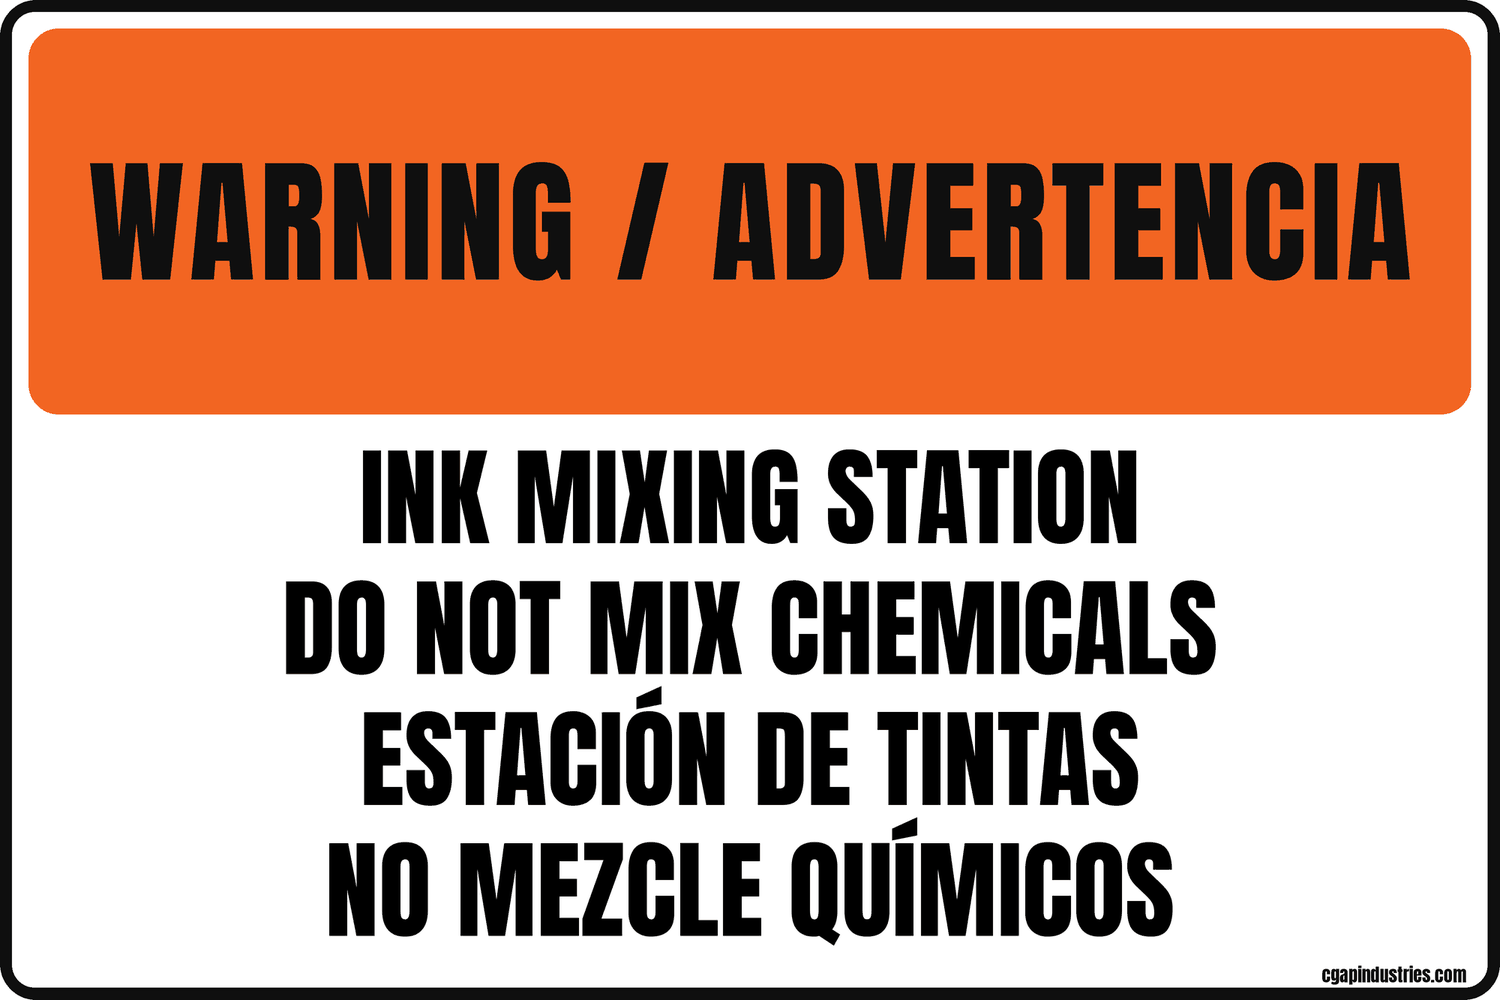 WARNING / ADVERTENCIA
INK MIXING STATION
DO NOT MIX CHEMICALS
ESTACIÓN DE TINTAS
NO MEZCLE QUÍMICOS
cgapindustries.com